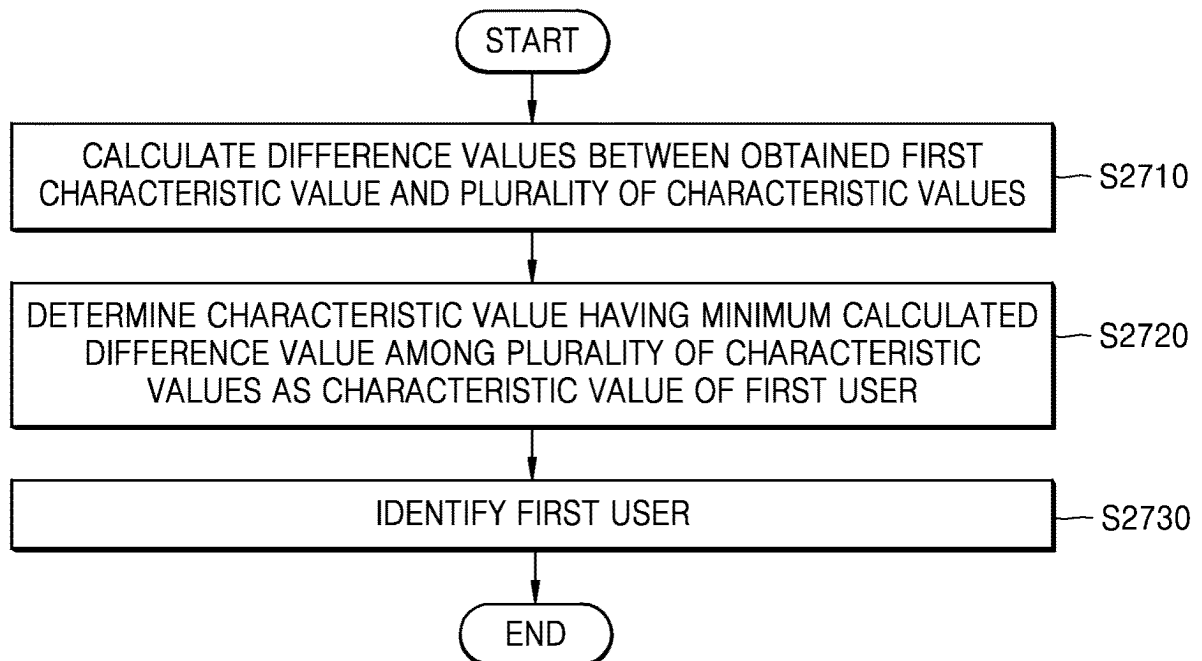 START
CALCULATE DIFFERENCE VALUES BETWEEN OBTAINED FIRST
CHARACTERISTIC VALUE AND PLURALITY OF CHARACTERISTIC VALUES
S2710
DETERMINE CHARACTERISTIC VALUE HAVING MINIMUM CALCULATED
DIFFERENCE VALUE AMONG PLURALITY OF CHARACTERISTIC
VALUES AS CHARACTERISTIC VALUE OF FIRST USER
S2720
IDENTIFY FIRST USER
S2730
END